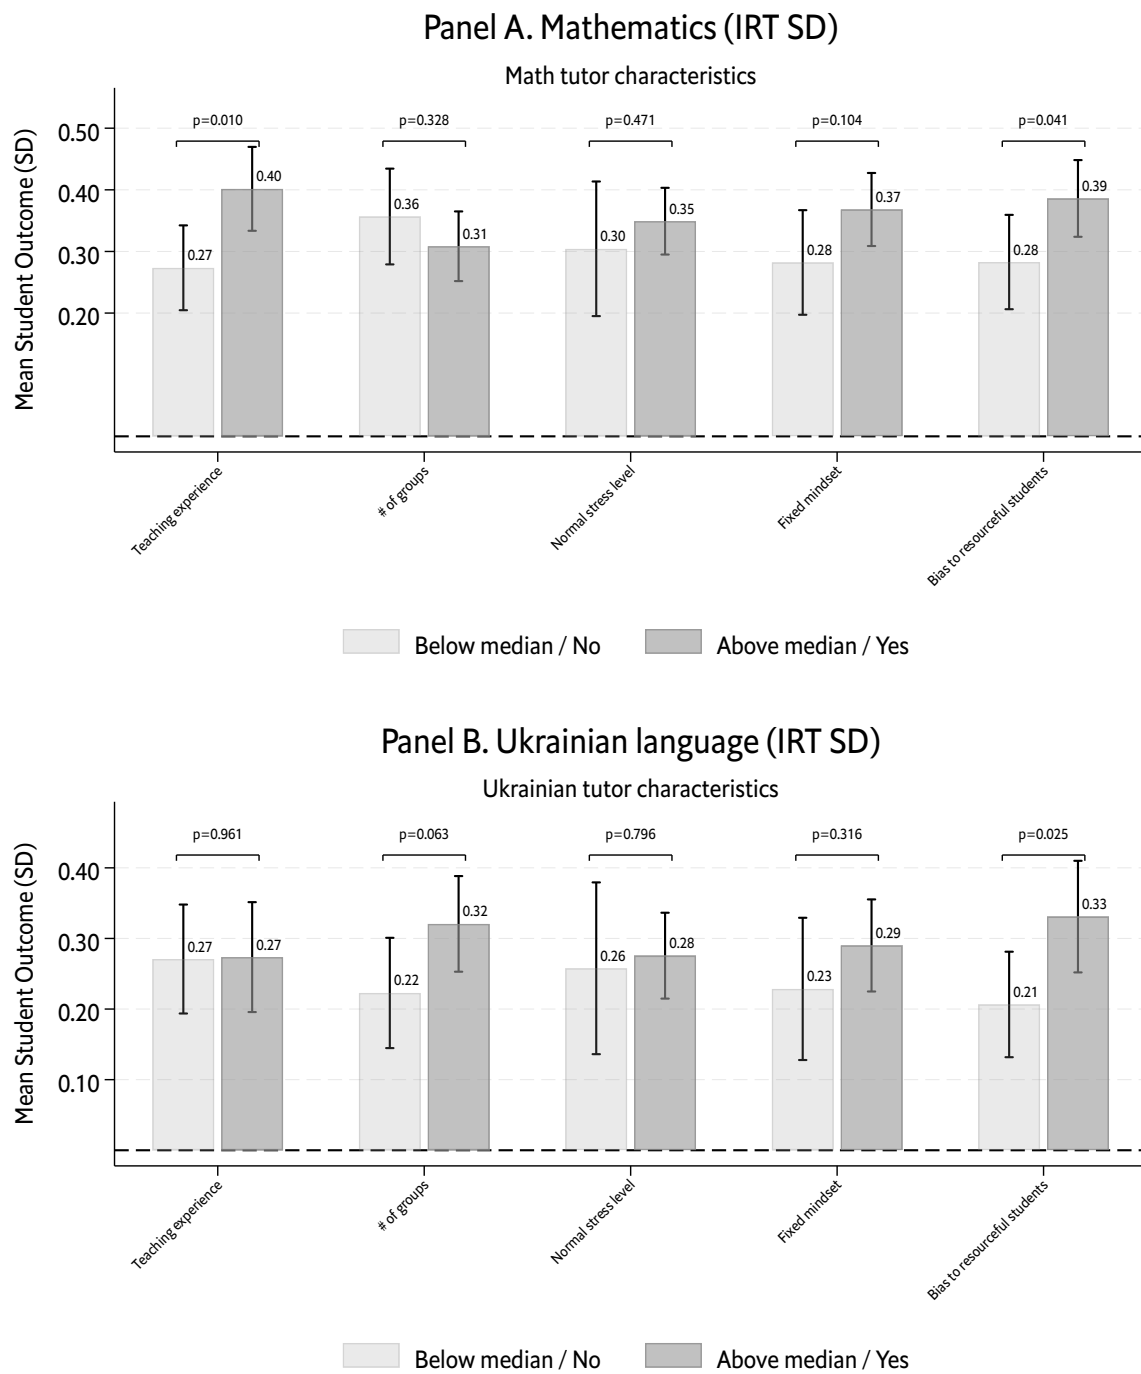 Panel A. Mathematics (IRT SD)
Math tutor characteristics
Mean Student Outcome (SD)
0.50
0.40
0.30
0.20
p=0.010
p=0.328
p=0.471
p=0.104
p=0.041
0.27
0.40
0.36
0.31
0.30
0.35
0.28
0.37
0.28
0.39
Teaching experience
# of groups
Normal stress level
Fixed mindset
Bias to resourceful students
Below median / No
Above median / Yes
Panel B. Ukrainian language (IRT SD)
Ukrainian tutor characteristics
Mean Student Outcome (SD)
0.40
0.30
0.20
0.10
p=0.961
p=0.063
p=0.796
p=0.316
p=0.025
0.27
0.27
0.22
0.32
0.26
0.28
0.23
0.29
0.21
0.33
Teaching experience
# of groups
Normal stress level
Fixed mindset
Bias to resourceful students
Below median / No
Above median / Yes